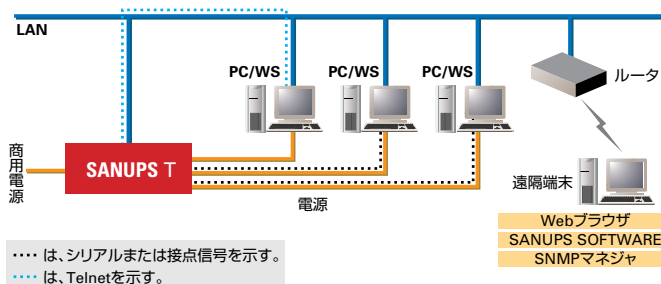 LAN
PC/WS
PC/WS
PC/WS
ルータ
商用電源
SANUPS T
電源
遠隔端末
Webブラウザ
SANUPS SOFTWARE
SNMPマネジャ
‥‥ は、シリアルまたは接点信号を示す。
‥‥ は、Telnetを示す。